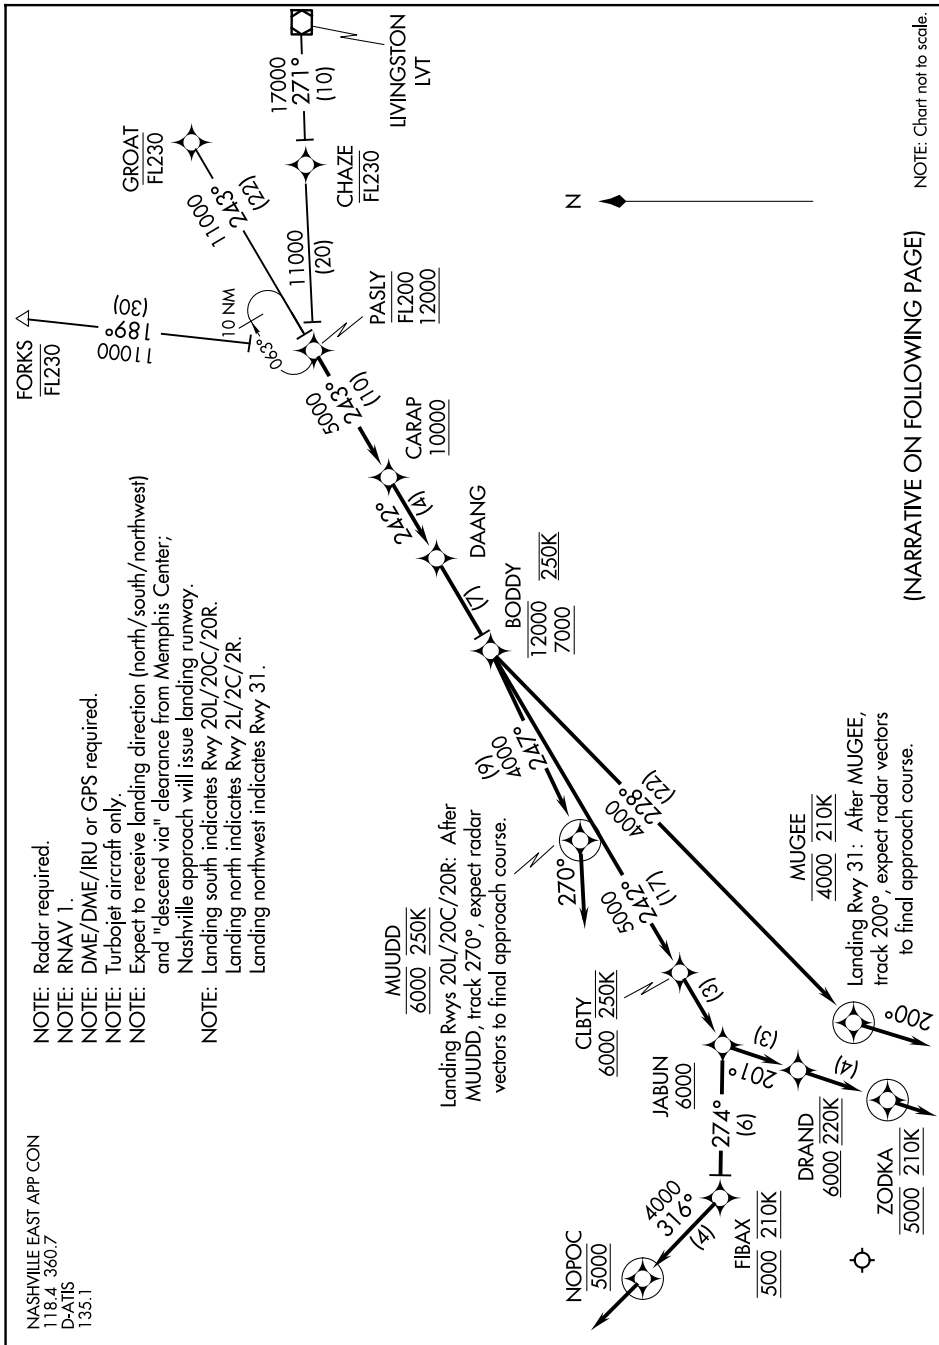 NASHVILLE EAST APP CON
118.4 360.7
D-ATIS
135.1
NOTE: Radar required.
NOTE: RNAV 1.
NOTE: DME/DME/IRU or GPS required.
NOTE: Turbojet aircraft only.
NOTE: Expect to receive landing direction (north/south/northwest)
and "descend via" clearance from Memphis Center;
Nashville approach will issue landing runway.
NOTE: Landing south indicates Rwy 20L/20C/20R.
Landing north indicates Rwy 2L/2C/2R.
Landing northwest indicates Rwy 31.
FORKS
FL230
11000
189°
(30)
GROAT
FL230
11000
243°
(22)
LIVINGSTON
LVT
17000
271°
(10)
CHAZE
FL230
11000
(20)
10 NM
063°
PASLY
FL200
12000
5000
243°
(10)
CARAP
10000
242°
(4)
DAANG
(7)
BODDY
12000 250K
7000
4000
247°
(9)
MUUDD
6000 250K
Landing Rwys 20L/20C/20R: After
MUUDD, track 270°, expect radar
vectors to final approach course.
270°
5000
242°
(17)
4000
228°
(22)
CLBTY
6000 250K
(3)
JABUN
6000
274°
(6)
201°
(3)
FIBAX
5000 210K
4000
316°
(4)
NOPOC
5000
DRAND
6000 220K
(4)
ZODKA
5000 210K
MUGEE
4000 210K
Landing Rwy 31: After MUGEE,
track 200°, expect radar vectors
to final approach course.
200°
N
(NARRATIVE ON FOLLOWING PAGE)
NOTE: Chart not to scale.